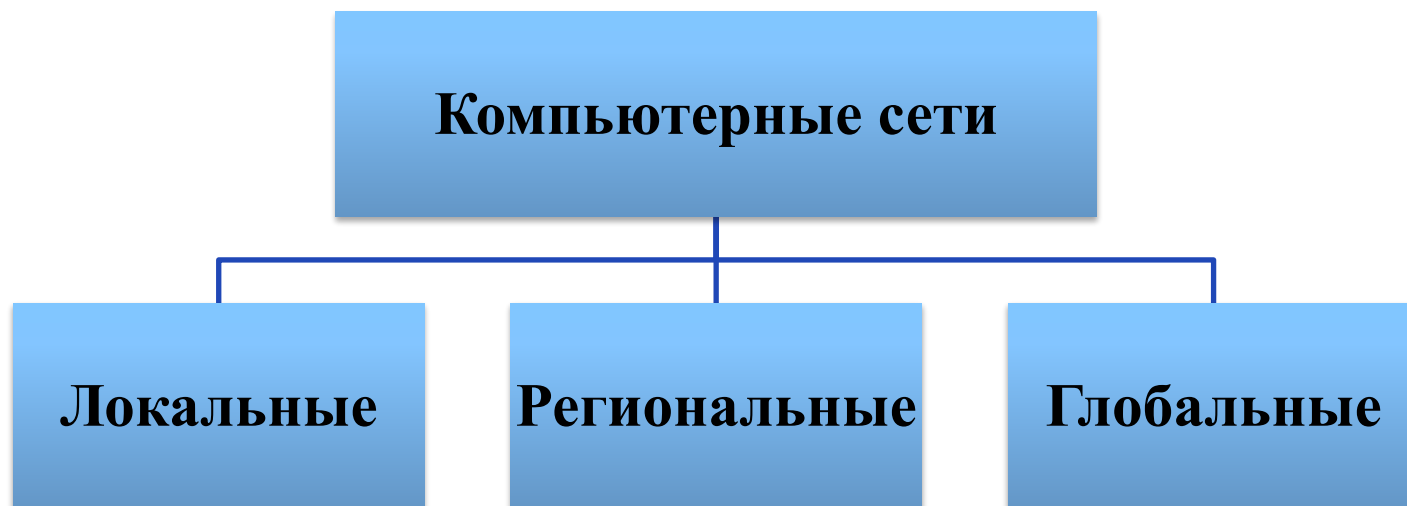 Компьютерные сети
Локальные
Региональные
Глобальные